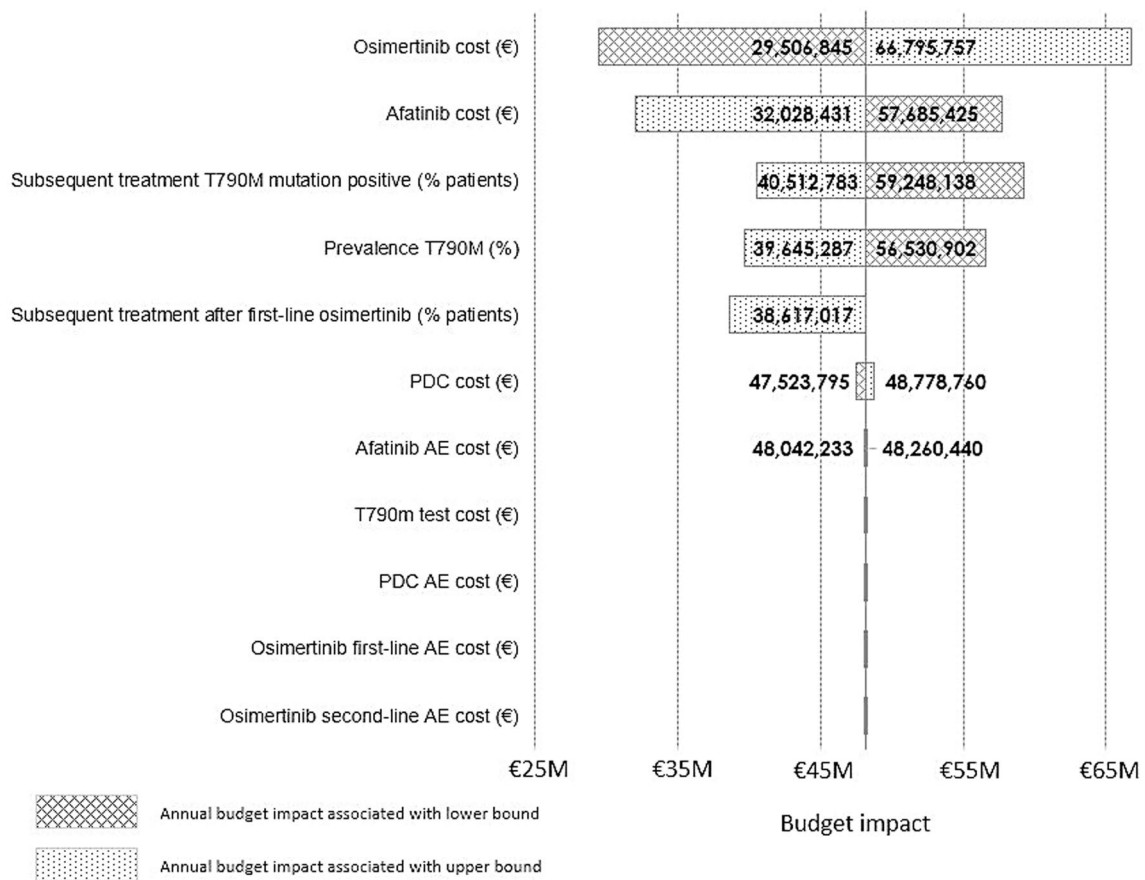 Osimertinib cost (€) 29,506,845 66,795,757
Afatinib cost (€) 32,028,431 57,685,425
Subsequent treatment T790M mutation positive (% patients) 40,512,783 59,248,138
Prevalence T790M (%) 39,645,287 56,530,902
Subsequent treatment after first-line osimertinib (% patients) 38,617,017
PDC cost (€) 47,523,795 48,778,760
Afatinib AE cost (€) 48,042,233 48,260,440
T790m test cost (€)
PDC AE cost (€)
Osimertinib first-line AE cost (€)
Osimertinib second-line AE cost (€)
€25M €35M €45M €55M €65M
Annual budget impact associated with lower bound
Budget impact
Annual budget impact associated with upper bound